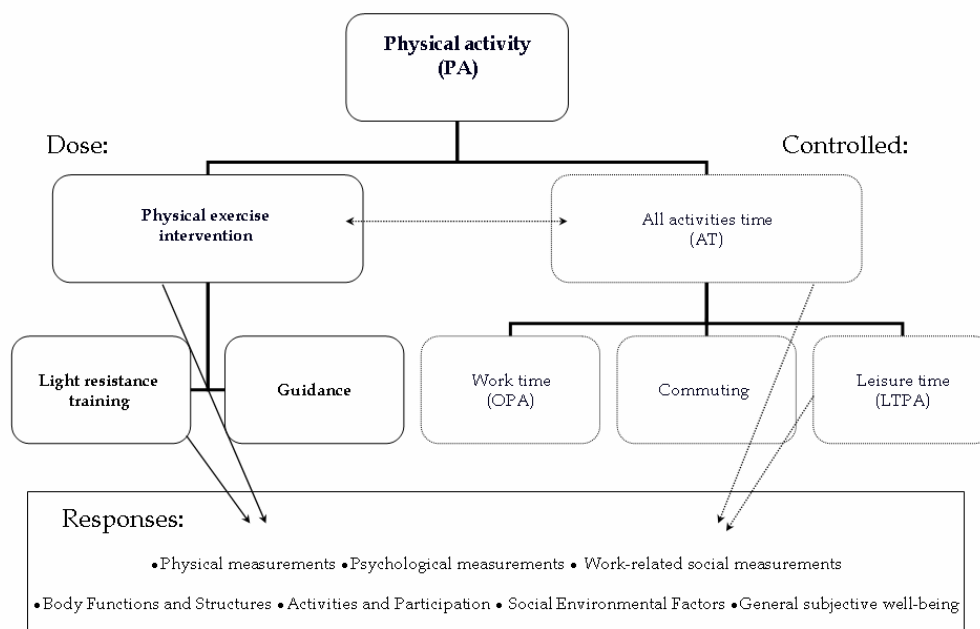 Physical activity
(PA)
Dose:
Controlled:
Physical exercise
intervention
All activities time
(AT)
Light resistance
training
Guidance
Work time
(OPA)
Commuting
Leisure time
(LTPA)
Responses:
•Physical measurements •Psychological measurements • Work-related social measurements
•Body Functions and Structures •Activities and Participation • Social Environmental Factors •General subjective well-being